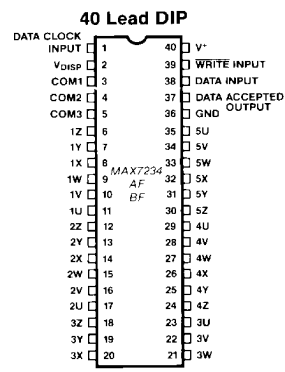 40 Lead DIP
DATA CLOCK
INPUT 1 40 V+
VDISP 2 39 WRITE INPUT
COM1 3 38 DATA INPUT
COM2 4 37 DATA ACCEPTED
OUTPUT
COM3 5 36 GND
1Z 6 35 5U
1Y 7 34 5V
1X 8 33 5W
MAX7234
1W 9 32 5X
AF
1V 10 31 5Y
BF
1U 11 30 5Z
2Z 12 29 4U
2Y 13 28 4V
2X 14 27 4W
2W 15 26 4X
2V 16 25 4Y
2U 17 24 4Z
3Z 18 23 3U
3Y 19 22 3V
3X 20 21 3W